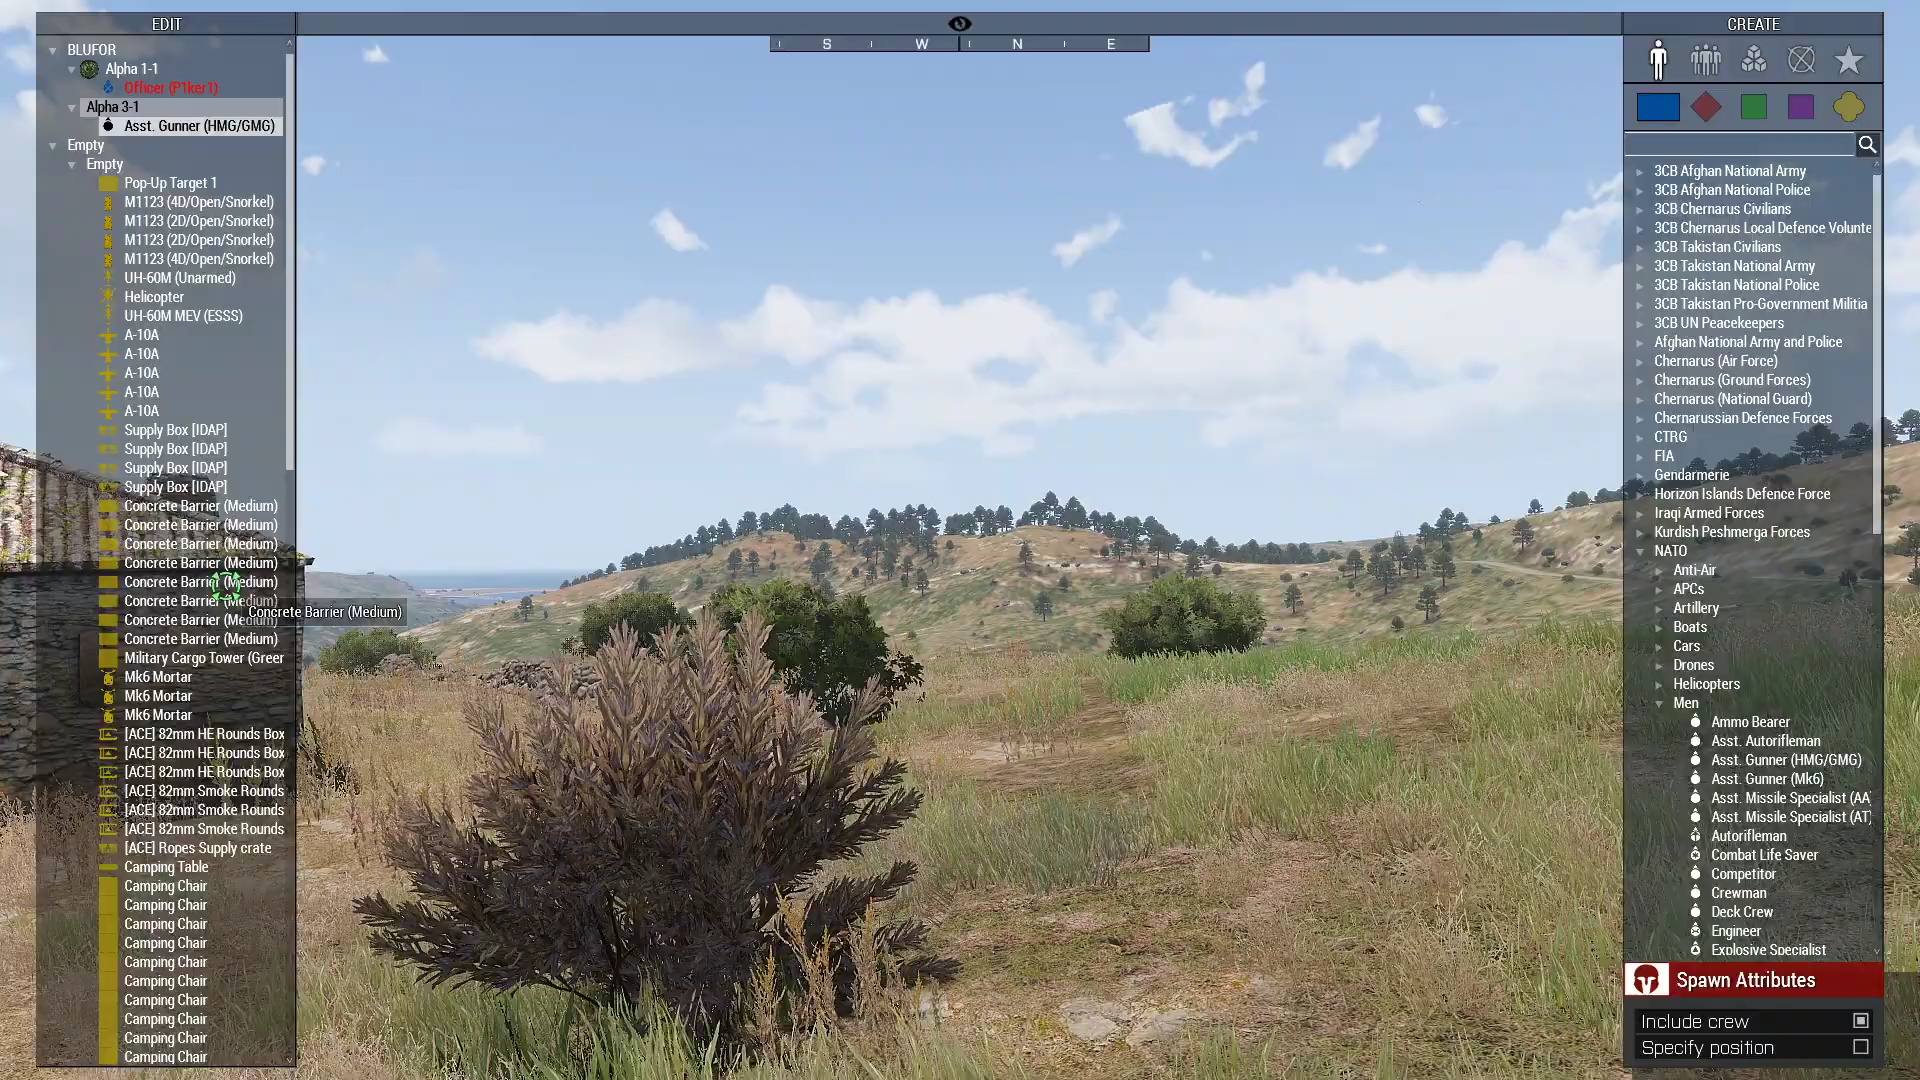 EDIT
BLUFOR
Alpha 1-1
Officer (P1ker1)
Alpha 3-1
Asst. Gunner (HMG/GMG)
Empty
Empty
Pop-Up Target 1
M1123 (4D/Open/Snorkel)
M1123 (2D/Open/Snorkel)
M1123 (2D/Open/Snorkel)
M1123 (4D/Open/Snorkel)
UH-60M (Unarmed)
Helicopter
UH-60M MEV (ESSS)
A-10A
A-10A
A-10A
A-10A
A-10A
Supply Box [IDAP]
Supply Box [IDAP]
Supply Box [IDAP]
Supply Box [IDAP]
Concrete Barrier (Medium)
Concrete Barrier (Medium)
Concrete Barrier (Medium)
Concrete Barrier (Medium)
Concrete Barrier (Medium)
Concrete Barrier (Medium)
Concrete Barrier (Medium)
Concrete Barrier (Medium)
Military Cargo Tower (Green
Mk6 Mortar
Mk6 Mortar
Mk6 Mortar
[ACE] 82mm HE Rounds Box
[ACE] 82mm HE Rounds Box
[ACE] 82mm HE Rounds Box
[ACE] 82mm Smoke Rounds
[ACE] 82mm Smoke Rounds
[ACE] 82mm Smoke Rounds
[ACE] Ropes Supply crate
Camping Table
Camping Chair
Camping Chair
Camping Chair
Camping Chair
Camping Chair
Camping Chair
Camping Chair
Camping Chair
Camping Chair
Camping Chair
Concrete Barrier (Medium)
S W N E
CREATE
3CB Afghan National Army
3CB Afghan National Police
3CB Chernarus Civilians
3CB Chernarus Local Defence Volunte
3CB Takistan Civilians
3CB Takistan National Army
3CB Takistan National Police
3CB Takistan Pro-Government Militia
3CB UN Peacekeepers
Afghan National Army and Police
Chernarus (Air Force)
Chernarus (Ground Forces)
Chernarus (National Guard)
Chernarussian Defence Forces
CTRG
FIA
Gendarmerie
Horizon Islands Defence Force
Iraqi Armed Forces
Kurdish Peshmerga Forces
NATO
Anti-Air
APCs
Artillery
Boats
Cars
Drones
Helicopters
Men
Ammo Bearer
Asst. Autorifleman
Asst. Gunner (HMG/GMG)
Asst. Gunner (Mk6)
Asst. Missile Specialist (AA)
Asst. Missile Specialist (AT)
Autorifleman
Combat Life Saver
Competitor
Crewman
Deck Crew
Engineer
Explosive Specialist
Spawn Attributes
Include crew
Specify position